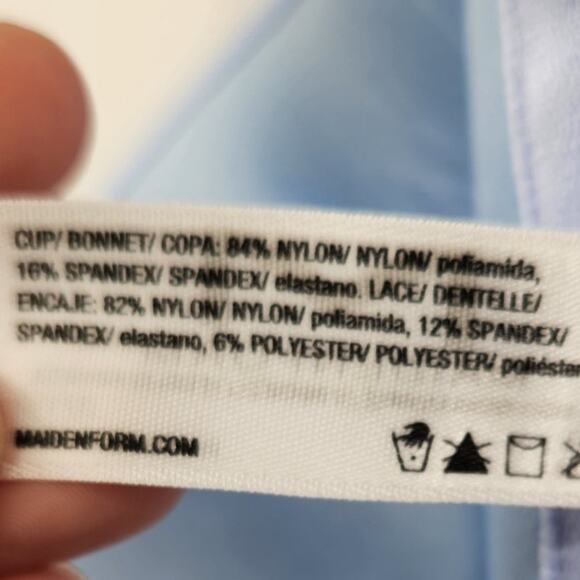 CUP/ BONNET/ COPA: 84% NYLON/ NYLON/ poliamida,
16% SPANDEX/ SPANDEX/ elastano. LACE/ DENTELLE/
ENCAJE: 82% NYLON/ NYLON/ poliamida, 12% SPANDEX/
SPANDEX/ elastano, 6% POLYESTER/ POLYESTER/ poliéster
MAIDENFORM.COM